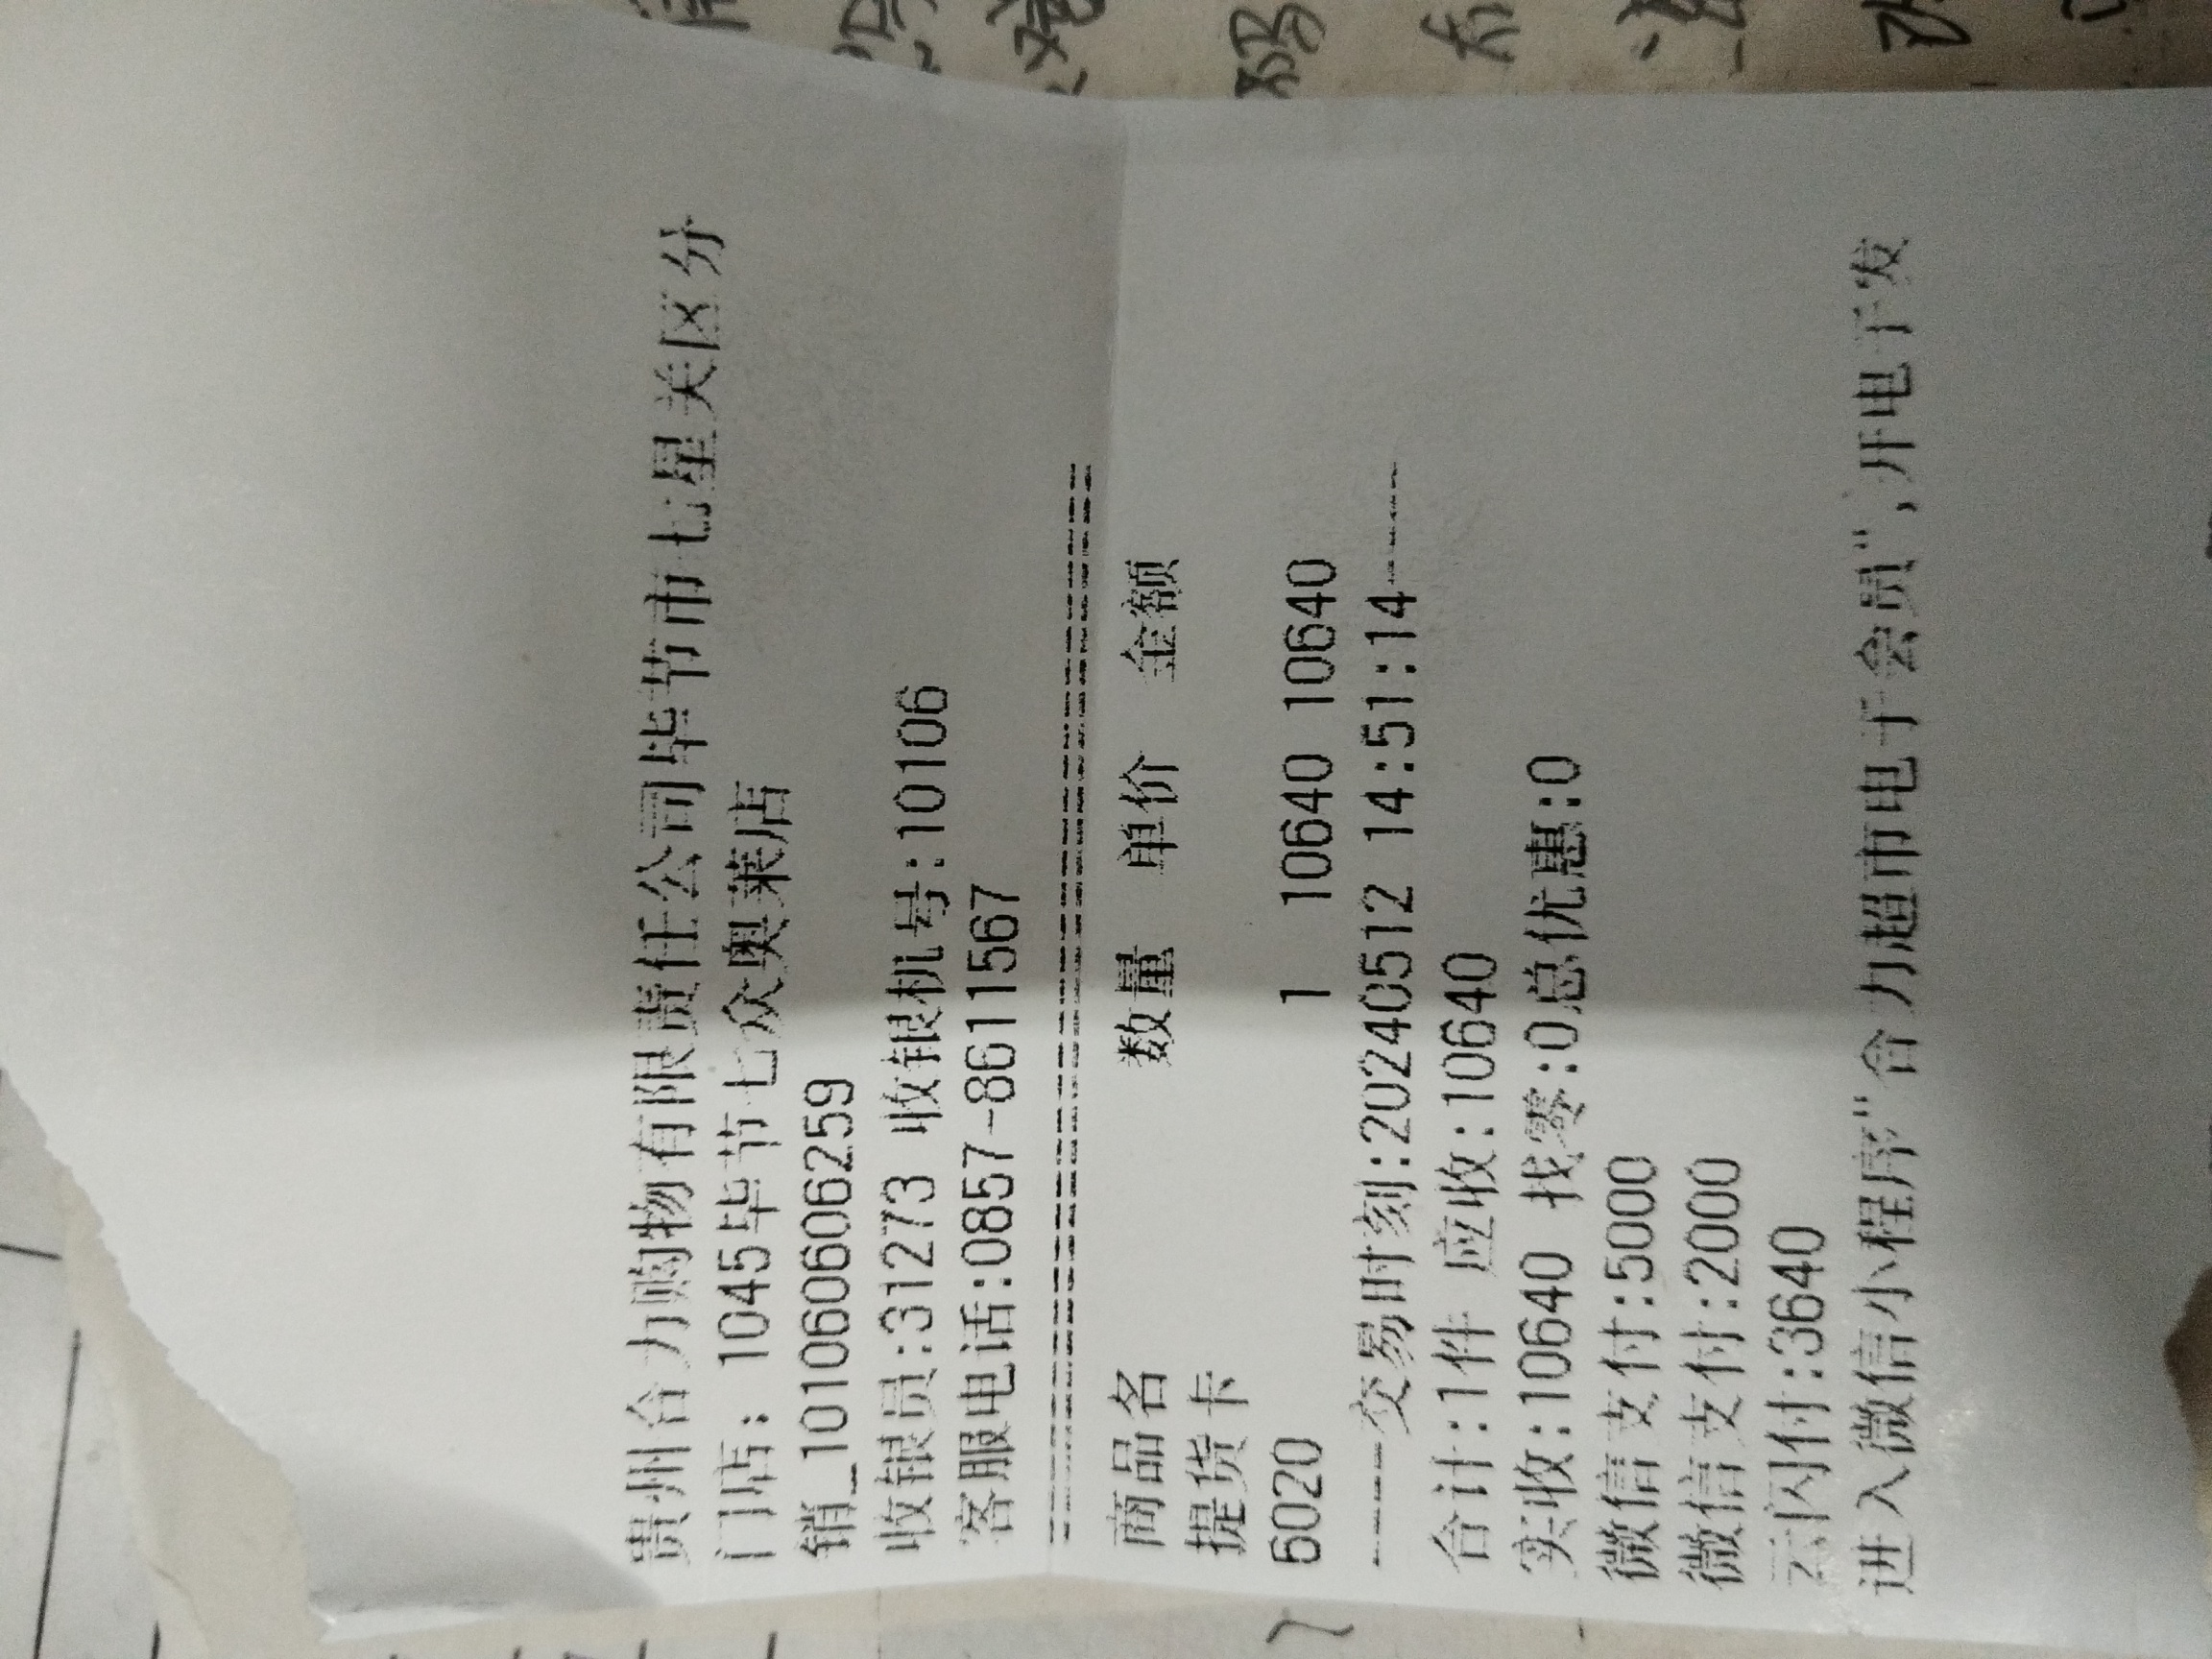 贵州合力购物有限责任公司毕节市七星关区分
门店: 1045毕节七众奥莱店
销_101060606259
收银员:31273 收银机号:10106
客服电话:0857-8611567
================================
商品名 数量 单价 金额
提货卡
6020 1 10640 10640
----交易时刻:20240512 14:51:14----
合计:1件 应收:10640
实收:10640 找零:0总优惠:0
微信支付:5000
微信支付:2000
云闪付:3640
进入微信小程序"合力超市电子会员",开电子发